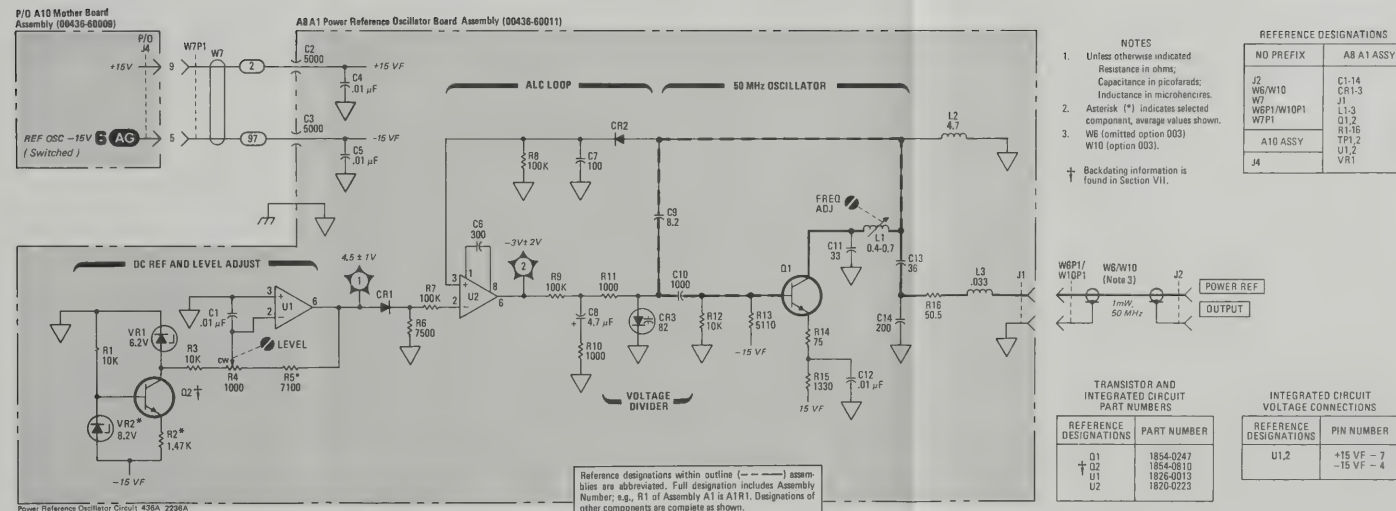 P/O A10 Mother Board
Assembly (00436-60009)
A8 A1 Power Reference Oscillator Board Assembly (00436-60011)
P/O
J4
W7P1
W7
+15V
9
2
C2
5000
+15 VF
C4
.01 µF
REF OSC -15V
6 AG
(Switched)
5
97
C3
5000
-15 VF
C5
.01 µF
ALC LOOP
50 MHz OSCILLATOR
CR2
R8
100K
C7
100
L2
4.7
C9
8.2
FREQ
ADJ
L1
0.4-0.7
C11
33
C13
36
DC REF AND LEVEL ADJUST
4.5 ± 1V
1
C6
300
-3V ± 2V
2
3
1
8
2
6
U2
R7
100K
R9
100K
R11
1000
C10
1000
Q1
L3
.033
J1
R16
50.5
C14
200
3
2
6
U1
C1
.01 µF
CR1
R6
7500
C8
4.7 µF
CR3
82
R12
10K
R13
5110
-15 VF
R14
75
R10
1000
R15
1330
C12
.01 µF
15 VF
VOLTAGE
DIVIDER
VR1
6.2V
R1
10K
R3
10K
LEVEL
CW
R4
1000
R5*
7100
Q2†
VR2*
8.2V
R2*
1.47K
-15 VF
Reference designations within outline (— — —) assem-
blies are abbreviated. Full designation includes Assembly
Number; e.g., R1 of Assembly A1 is A1R1. Designations of
other components are complete as shown.
Power Reference Oscillator Circuit 436A 2236A
NOTES
1. Unless otherwise indicated
Resistance in ohms;
Capacitance in picofarads;
Inductance in microhenries.
2. Asterisk (*) indicates selected
component, average values shown.
3. W6 (omitted option 003)
W10 (option 003).
† Backdating information is
found in Section VII.
REFERENCE DESIGNATIONS
NO PREFIX A8 A1 ASSY
J2
W6/W10
W7
W6P1/W10P1
W7P1
A10 ASSY
J4
C1-14
CR1-3
J1
L1-3
Q1,2
R1-16
TP1,2
U1,2
VR1
W6P1/
W10P1
W6/W10
(Note 3)
J2
1mW,
50 MHz
POWER REF
OUTPUT
TRANSISTOR AND
INTEGRATED CIRCUIT
PART NUMBERS
REFERENCE
DESIGNATIONS PART NUMBER
Q1 1854-0247
† Q2 1854-0810
U1 1826-0013
U2 1820-0223
INTEGRATED CIRCUIT
VOLTAGE CONNECTIONS
REFERENCE
DESIGNATIONS PIN NUMBER
U1,2 +15 VF - 7
-15 VF - 4